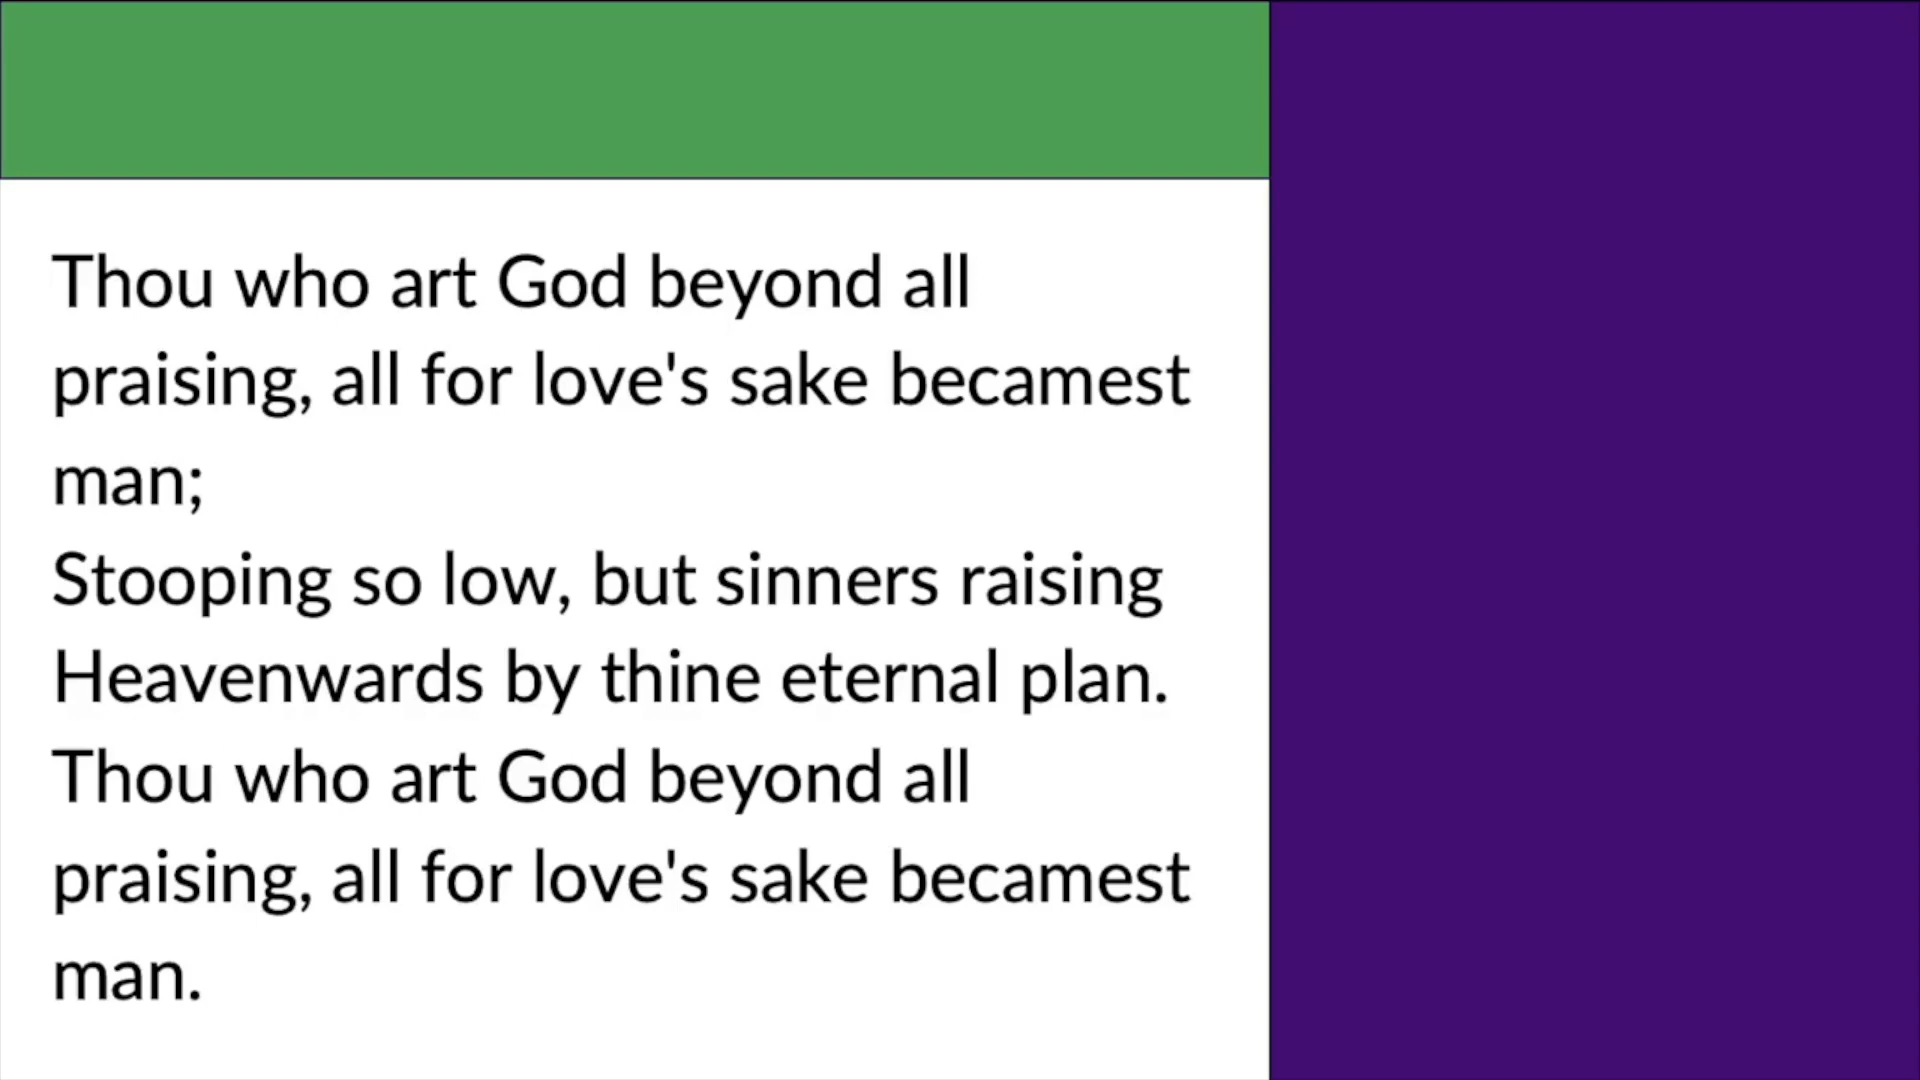 Thou who art God beyond all
praising, all for love's sake becamest
man;
Stooping so low, but sinners raising
Heavenwards by thine eternal plan.
Thou who art God beyond all
praising, all for love's sake becamest
man.